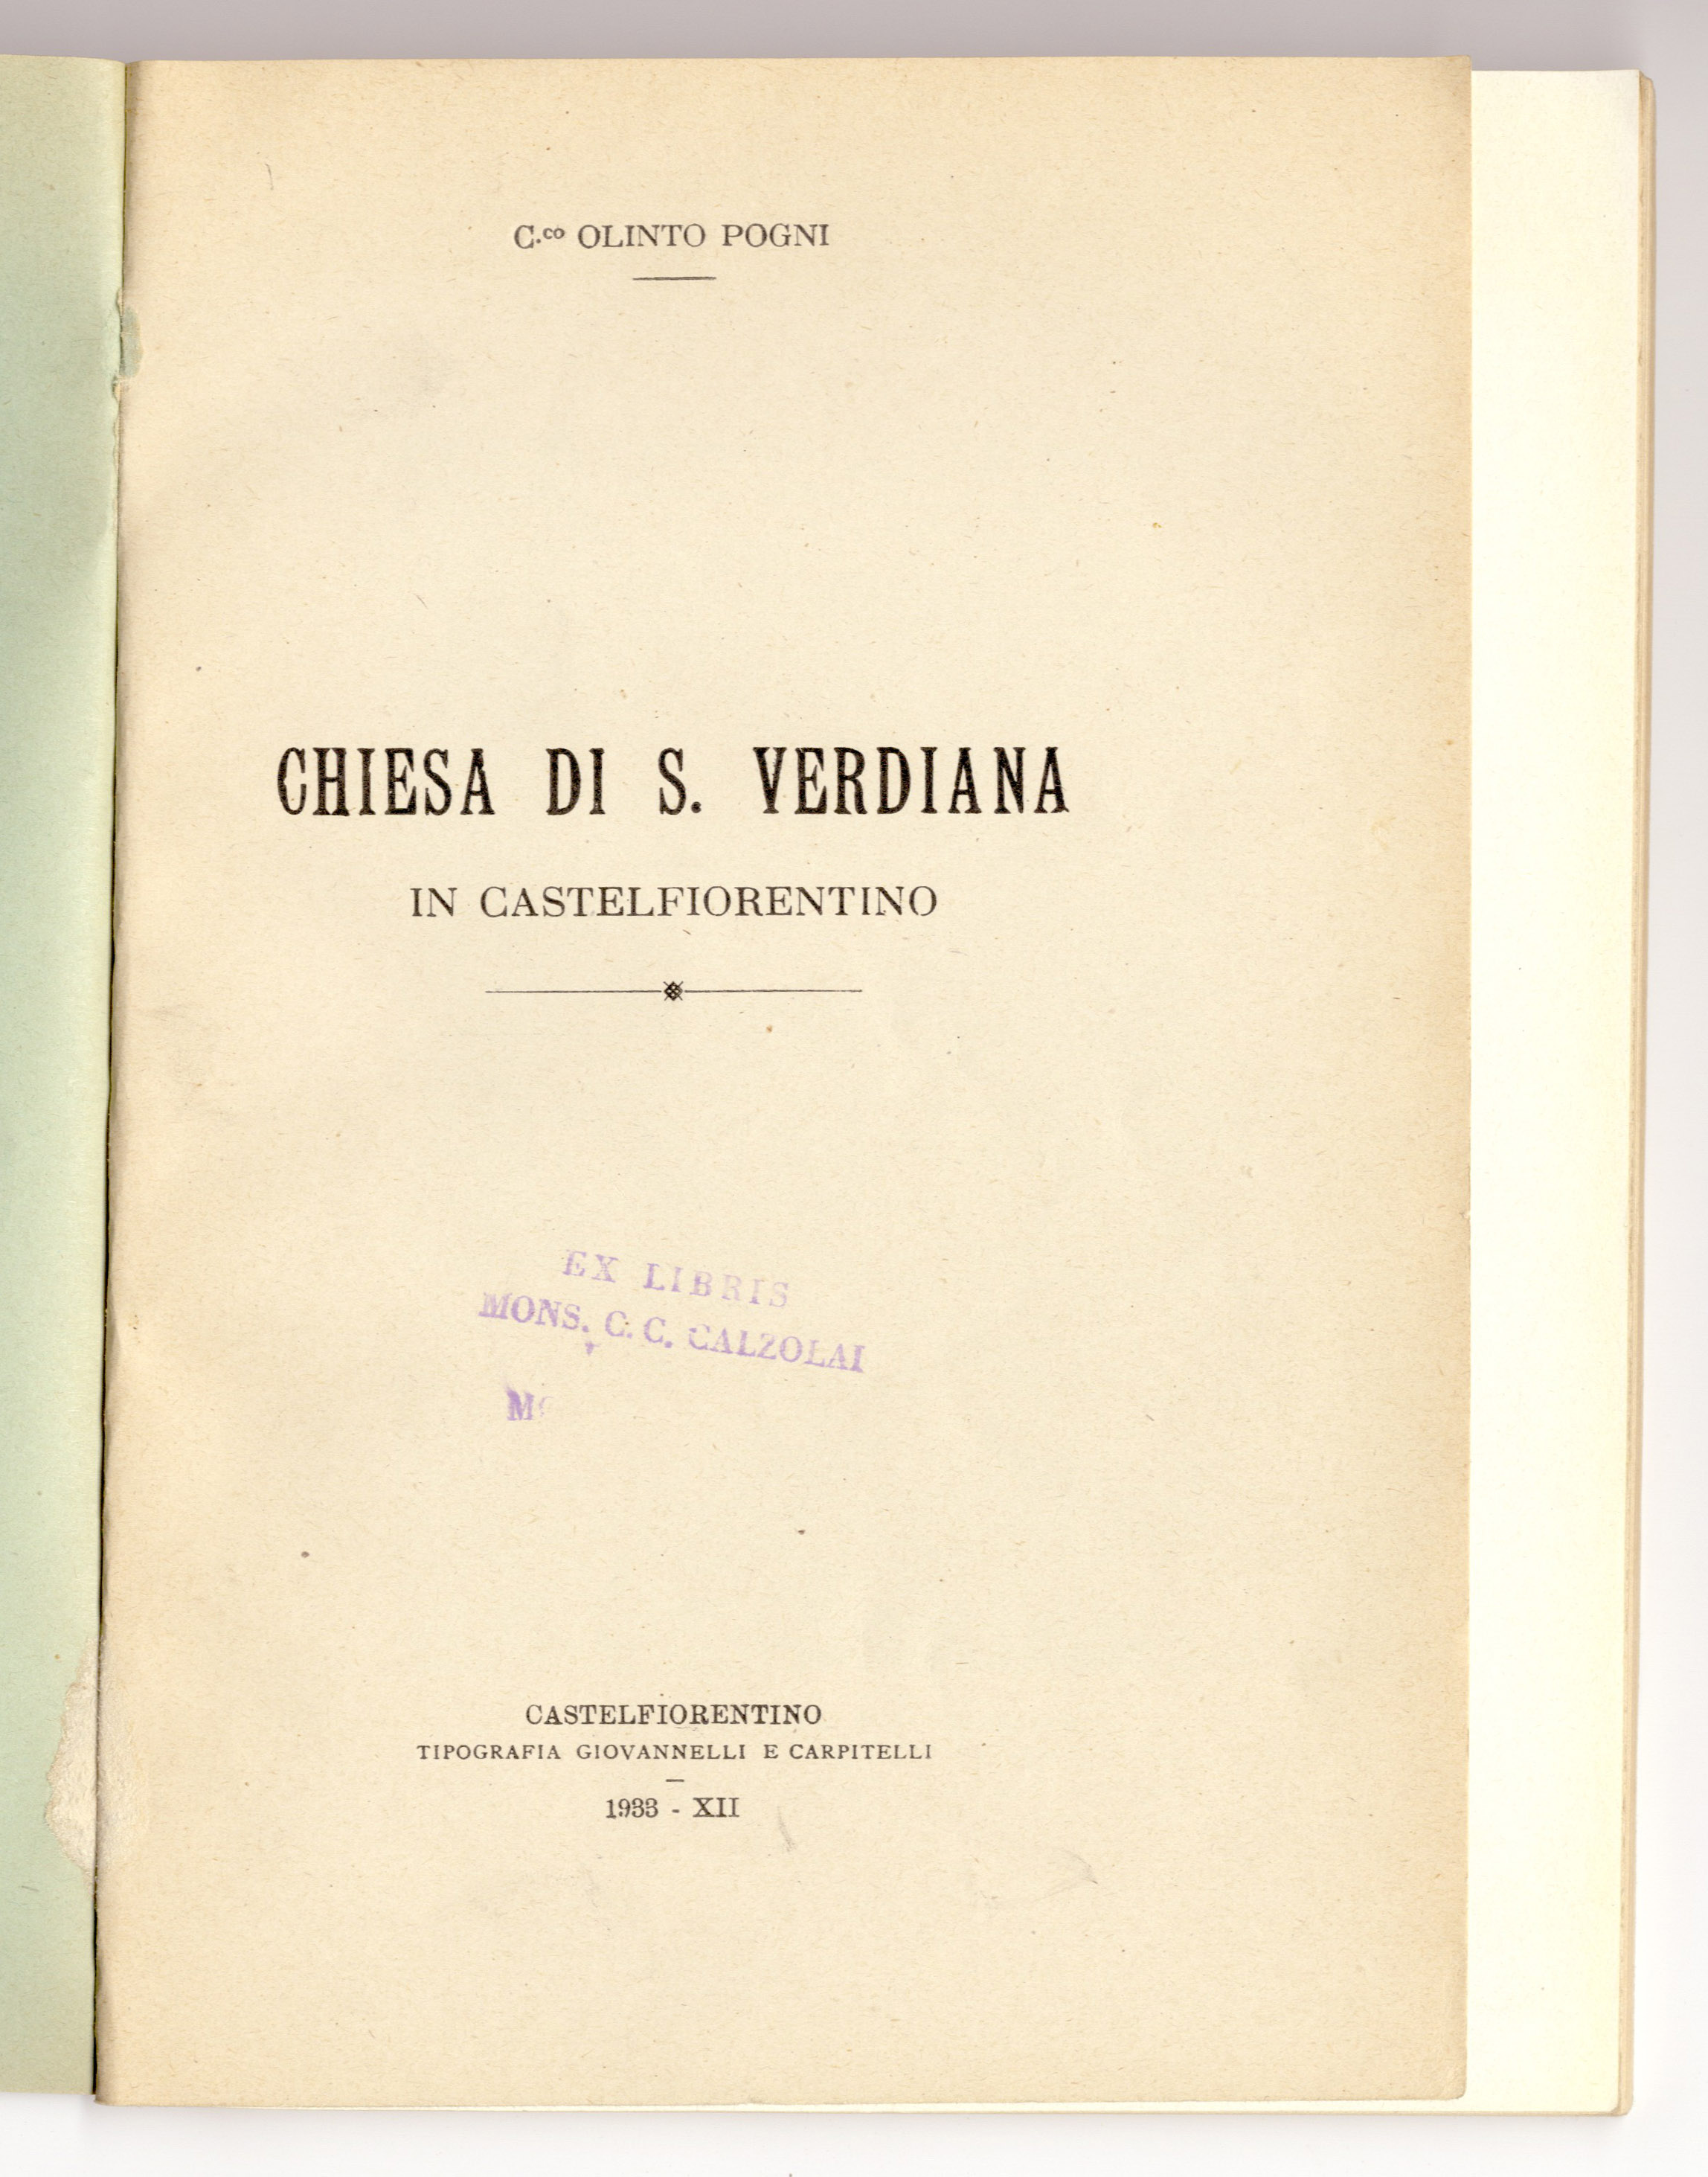 C.co OLINTO POGNI
CHIESA DI S. VERDIANA
IN CASTELFIORENTINO
EX LIBRIS
MONS. C. C. CALZOLAI
CASTELFIORENTINO
TIPOGRAFIA GIOVANNELLI E CARPITELLI
1933 - XII